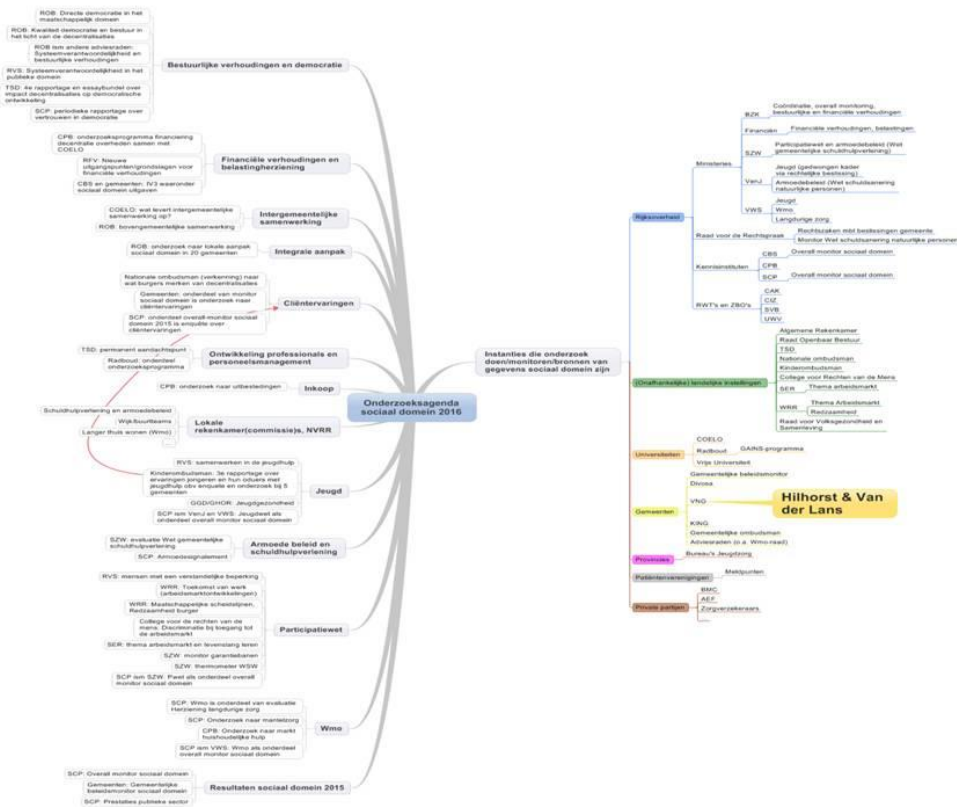 ROB: Directe democratie in het
maatschappelijk domein
ROB: Kwaliteit democratie en bestuur in
het licht van de decentralisaties
ROB ism andere adviesraden:
Systeemverantwoordelijkheid en
bestuurlijke verhoudingen
RVS: Systeemverantwoordelijkheid in het
publieke domein
TSD: 4e rapportage en essaybundel over
impact decentralisaties op democratische
ontwikkeling
SCP: periodieke rapportage over
vertrouwen in democratie
Bestuurlijke verhoudingen en democratie
CPB: onderzoeksprogramma financiering
decentrale overheden samen met
COELO
RFV: Nieuwe
uitgangspunten/grondslagen voor
financiële verhoudingen
CBS en gemeenten: IV3 waaronder
sociaal domein uitgaven
Financiële verhoudingen en
belastingherziening
COELO: wat levert intergemeentelijke
samenwerking op?
ROB: bovengemeentelijke samenwerking
Intergemeentelijke
samenwerking
ROB: onderzoek naar lokale aanpak
sociaal domein in 20 gemeenten
Integrale aanpak
Nationale ombudsman (verkenning) naar
wat burgers merken van decentralisaties
Gemeenten: onderdeel van monitor
sociaal domein is onderzoek naar
cliëntervaringen
SCP: onderdeel overall-monitor sociaal
domein 2015 is enquête over
cliëntervaringen
Cliëntervaringen
TSD: permanent aandachtspunt
Radboud: onderdeel
onderzoeksprogramma
Ontwikkeling professionals en
personeelsmanagement
CPB: onderzoek naar uitbestedingen
Inkoop
Schuldhulpverlening en armoedebeleid
Wijk/buurtteams
Langer thuis wonen (Wmo)
...
Lokale
rekenkamer(commissie)s, NVRR
RVS: samenwerken in de jeugdhulp
Kinderombudsman: 3e rapportage over
ervaringen jongeren en hun oduers met
jeugdhulp obv enquete en onderzoek bij 5
gemeenten
GGD/GHOR: Jeugdgezondheid
SCP ism VenJ en VWS: Jeugdwet als
onderdeel overall monitor sociaal domein
Jeugd
SZW: evaluatie Wet gemeentelijke
schuldhulpverlening
SCP: Armoedesignalement
Armoede beleid en
schuldhulpverlening
RVS: mensen met een verstandelijke beperking
WRR: Toekomst van werk
(arbeidsmarktontwikkelingen)
WRR: Maatschappelijke scheidslijnen,
Redzaamheid burger
College voor de rechten van de
mens: Discriminatie bij toegang tot
de arbeidsmarkt
SER: thema arbeidsmarkt en levenslang leren
SZW: monitor garantiebanen
SZW: thermometer WSW
SCP ism SZW: Pwet als onderdeel overall
monitor sociaal domein
Participatiewet
SCP: Wmo is onderdeel van evaluatie
Herziening langdurige zorg
SCP: Onderzoek naar mantelzorg
CPB: Onderzoek naar markt
huishoudelijke hulp
SCP ism VWS: Wmo als onderdeel
overall monitor sociaal domein
Wmo
SCP: Overall monitor sociaal domein
Gemeenten: Gemeentelijke
beleidsmonitor sociaal domein
SCP: Prestaties publieke sector
Resultaten sociaal domein 2015
Onderzoeksagenda
sociaal domein 2016
Instanties die onderzoek
doen/monitoren/bronnen van
gegevens sociaal domein zijn
Rijksoverheid
Ministeries
BZK
Coördinatie, overall monitoring,
bestuurlijke en financiële verhoudingen
Financiën
Financiële verhoudingen, belastingen
SZW
Participatiewet en armoedebeleid (Wet
gemeentelijke schuldhulpverlening)
VenJ
Jeugd (gedwongen kader
via rechtelijke beslissing)
Armoedebeleid (Wet schuldsanering
natuurlijke personen)
VWS
Jeugd
Wmo
Langdurige zorg
Raad voor de Rechtspraak
Rechtszaken mbt beslissingen gemeente
Monitor Wet schuldsanering natuurlijke personen
Kennisinstituten
CBS
Overall monitor sociaal domein
CPB
SCP
Overall monitor sociaal domein
RWT's en ZBO's
CAK
CIZ
SVB
UWV
(Onafhankelijke) landelijke instellingen
Algemene Rekenkamer
Raad Openbaar Bestuur
TSD
Nationale ombudsman
Kinderombudsman
College voor Rechten van de Mens
SER
Thema arbeidsmarkt
WRR
Thema Arbeidsmarkt
Redzaamheid
Raad voor Volksgezondheid en
Samenleving
Universiteiten
COELO
Radboud
GAINS-programma
Vrije Universiteit
Gemeenten
Gemeentelijke beleidsmonitor
Divosa
VNG
Hilhorst & Van
der Lans
KING
Gemeentelijke ombudsman
Adviesraden (o.a. Wmo-raad)
Provincies
Bureau's Jeugdzorg
Patiëntenverenigingen
Meldpunten
Private partijen
BMC
AEF
Zorgverzekeraars
...